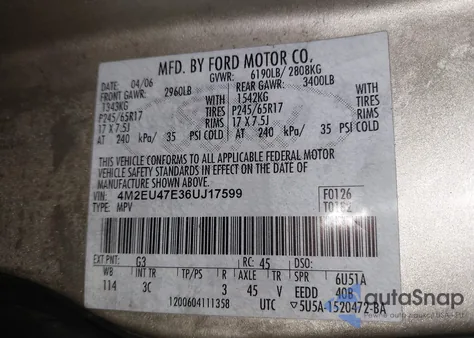 MFD. BY FORD MOTOR CO.
DATE: 04/06 GVWR: 6190LB/ 2808KG
FRONT GAWR: 2960LB REAR GAWR: 3400LB
1343KG WITH 1542KG WITH
P245/65R17 TIRES P245/65R17 TIRES
17 X 7.5J RIMS 17 X 7.5J RIMS
AT 240 kPa/ 35 PSI COLD AT 240 kPa/ 35 PSI COLD
THIS VEHICLE CONFORMS TO ALL APPLICABLE FEDERAL MOTOR
VEHICLE SAFETY STANDARDS IN EFFECT ON THE DATE OF
MANUFACTURE SHOWN ABOVE.
VIN: 4M2EU47E36UJ17599 F0126
TYPE: MPV T0182
EXT PNT: G3 RC: 45 DSO:
WB INT TR TP/PS R AXLE TR SPR 6U51A
114 3C 3 45 V EEDD 40B
1200604111358 UTC 5U5A-1520472-BA
autoSnap